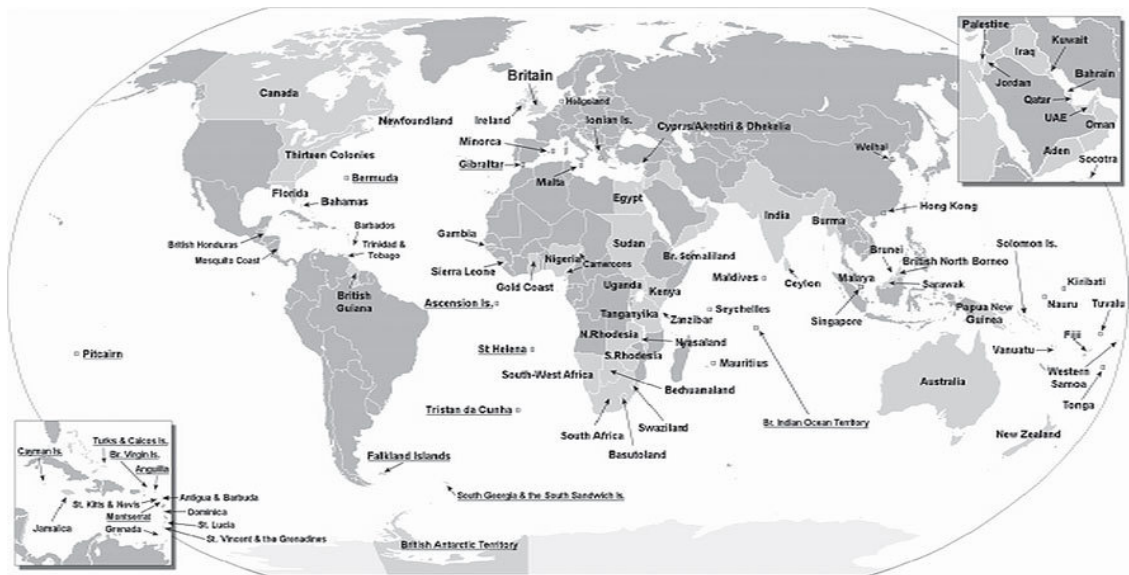 Palestine
Kuwait
Iraq
Jordan
Bahrain
Qatar
UAE
Oman
Aden
Socotra
Canada
Britain
Heligoland
Newfoundland
Ireland
Ionian Is.
Cyprus/Akrotiri & Dhekelia
Minorca
Gibraltar
Weihai
Thirteen Colonies
Bermuda
Malta
Florida
Bahamas
Egypt
India
Burma
Hong Kong
British Honduras
Barbados
Mosquito Coast
Trinidad &
Tobago
Gambia
Sudan
Solomon Is.
Nigeria
Cameroons
Br. Somaliland
Brunei
British North Borneo
Sierra Leone
Gold Coast
Uganda
Kenya
Maldives
Ceylon
Malaya
Sarawak
Kiribati
British
Guiana
Ascension Is.
Tanganyika
Zanzibar
Seychelles
Singapore
Papua New
Guinea
Nauru
Tuvalu
Pitcairn
St Helena
N.Rhodesia
Nyasaland
S.Rhodesia
Mauritius
Fiji
Vanuatu
Western
Samoa
South-West Africa
Bechuanaland
Australia
Tonga
Tristan da Cunha
Swaziland
Br. Indian Ocean Territory
South Africa
Basutoland
New Zealand
Falkland Islands
South Georgia & the South Sandwich Is.
British Antarctic Territory
Turks & Caicos Is.
Cayman Is.
Br. Virgin Is.
Anguilla
St. Kitts & Nevis
Antigua & Barbuda
Montserrat
Dominica
Jamaica
Grenada
St. Lucia
St. Vincent & the Grenadines